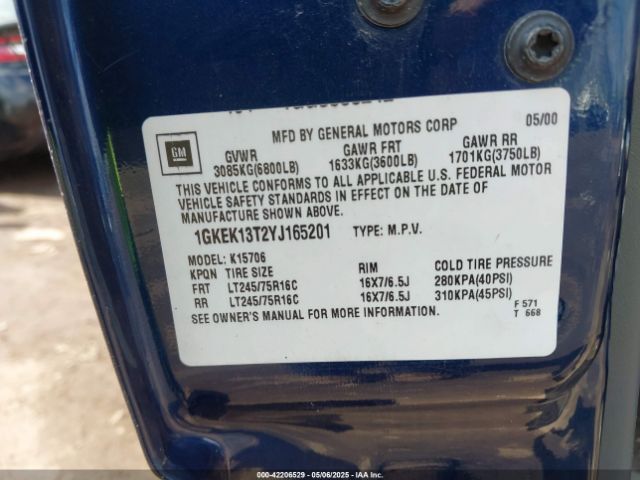 MFD BY GENERAL MOTORS CORP 05/00
GM
GVWR GAWR FRT GAWR RR
3085KG(6800LB) 1633KG(3600LB) 1701KG(3750LB)
THIS VEHICLE CONFORMS TO ALL APPLICABLE U.S. FEDERAL MOTOR
VEHICLE SAFETY STANDARDS IN EFFECT ON THE DATE OF
MANUFACTURE SHOWN ABOVE.
1GKEK13T2YJ165201 TYPE: M.P.V.
MODEL: K15706
KPQN TIRE SIZE RIM COLD TIRE PRESSURE
FRT LT245/75R16C 16X7/6.5J 280KPA(40PSI)
RR LT245/75R16C 16X7/6.5J 310KPA(45PSI)
SEE OWNER'S MANUAL FOR MORE INFORMATION.
F 571
T 668
000-42206529 - 05/06/2025 - IAAI.COM